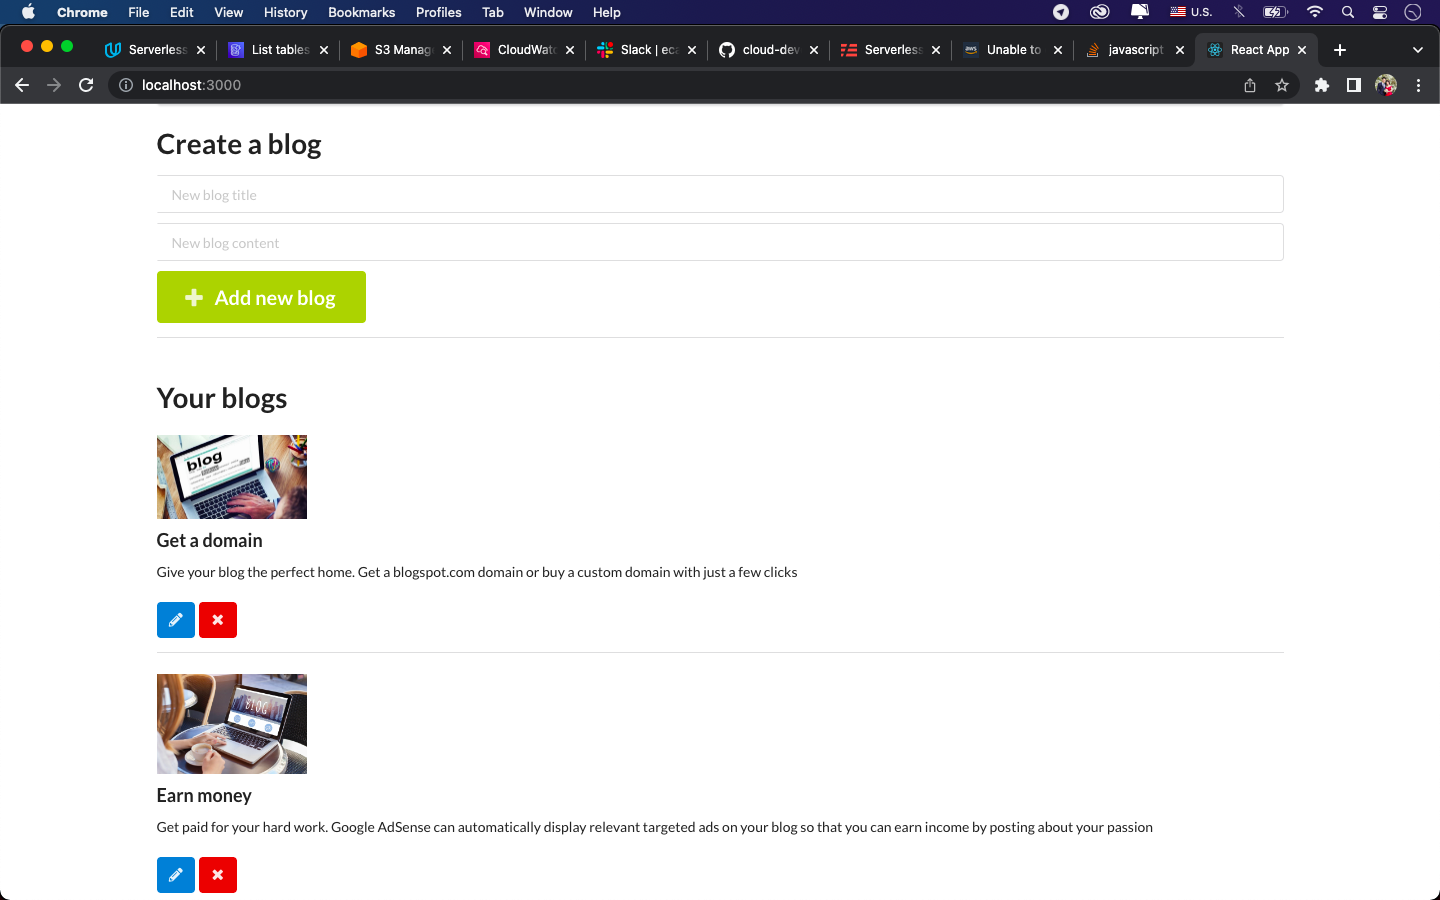 Chrome File Edit View History Bookmarks Profiles Tab Window Help U.S.
Serverless List tables S3 Manag CloudWatc Slack | eca cloud-dev Serverless Unable to javascript React App
localhost:3000
Create a blog
New blog title
New blog content
Add new blog
Your blogs
blog
Get a domain
Give your blog the perfect home. Get a blogspot.com domain or buy a custom domain with just a few clicks
BLOG
Earn money
Get paid for your hard work. Google AdSense can automatically display relevant targeted ads on your blog so that you can earn income by posting about your passion